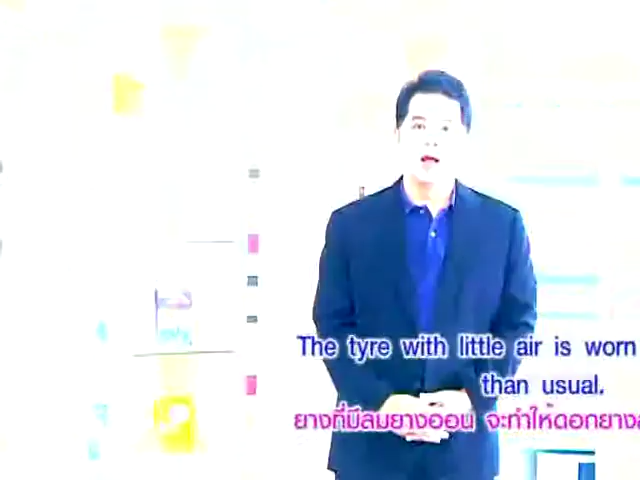 The tyre with little air is worn
than usual.
ยางที่มีลมยางอ่อน จะทำให้ดอกยาง